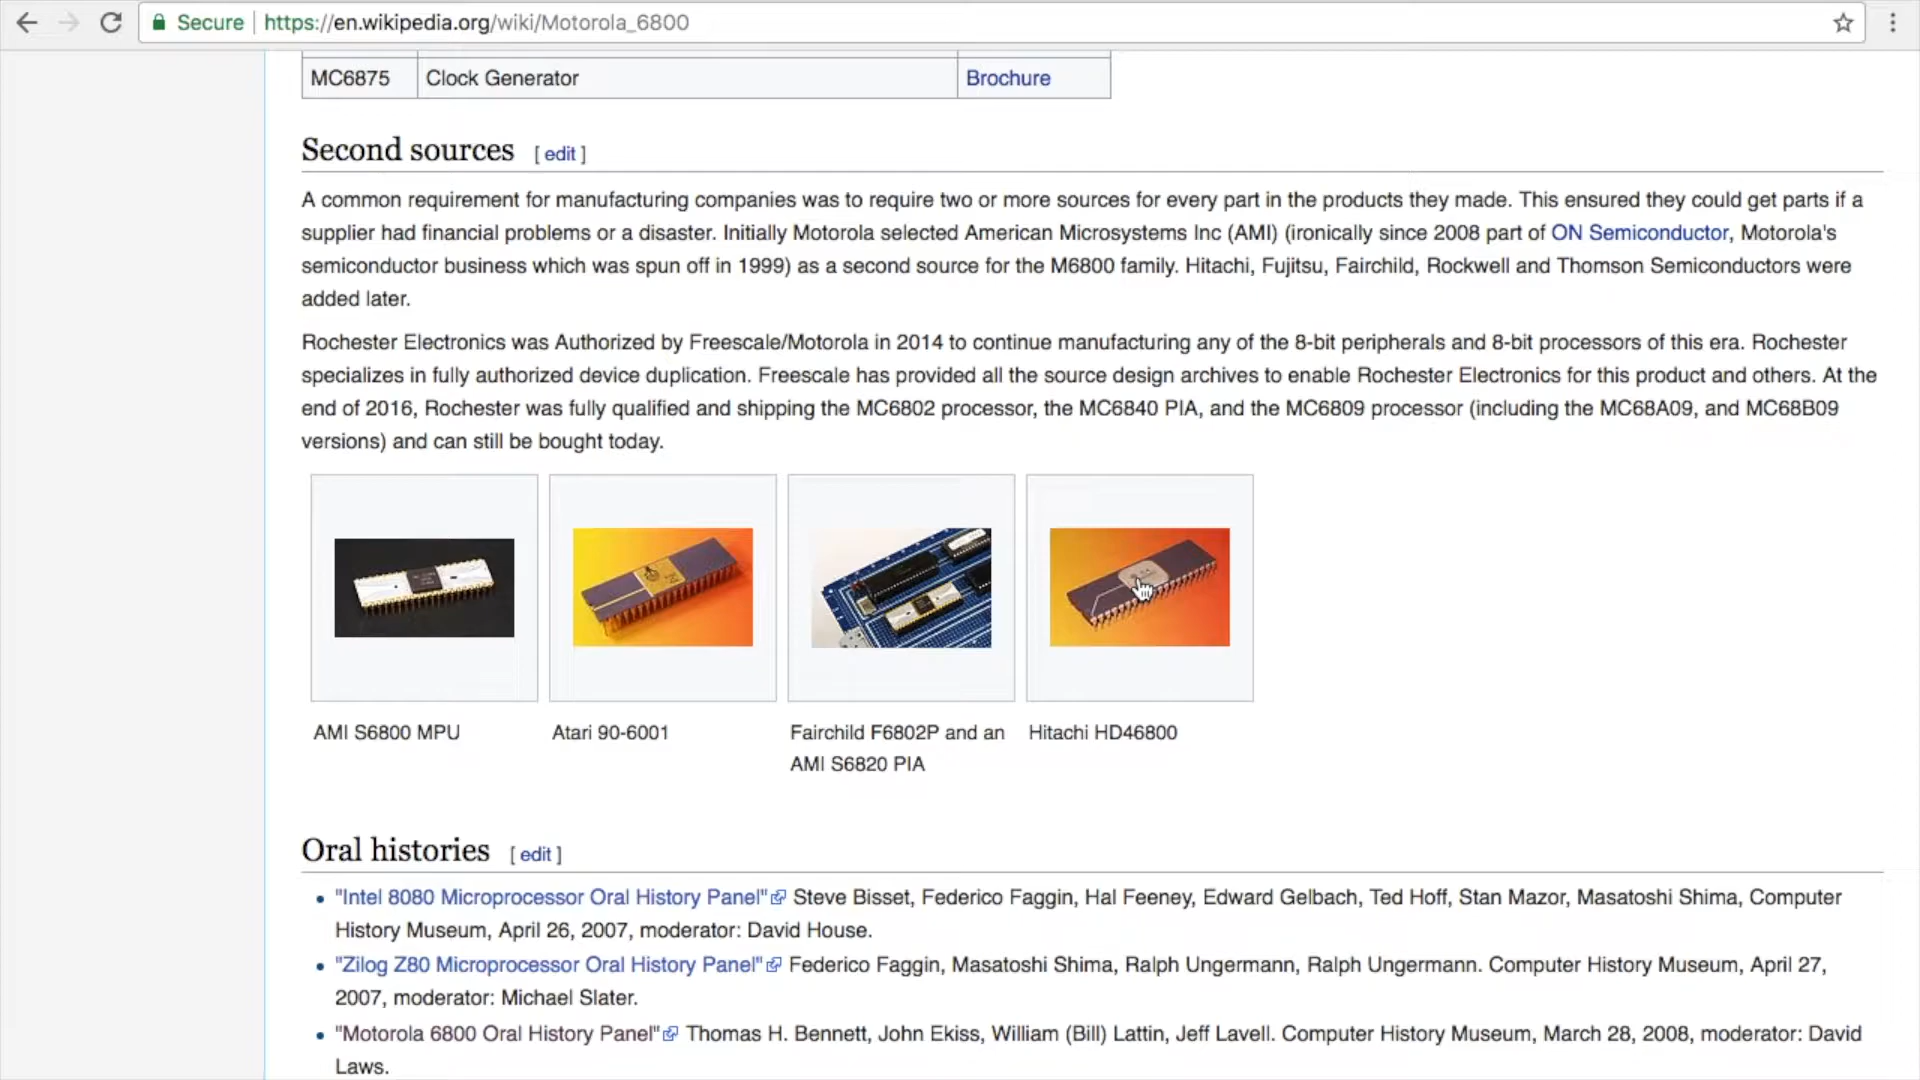 Secure https://en.wikipedia.org/wiki/Motorola_6800
MC6875 Clock Generator Brochure
Second sources [ edit ]
A common requirement for manufacturing companies was to require two or more sources for every part in the products they made. This ensured they could get parts if a
supplier had financial problems or a disaster. Initially Motorola selected American Microsystems Inc (AMI) (ironically since 2008 part of ON Semiconductor, Motorola's
semiconductor business which was spun off in 1999) as a second source for the M6800 family. Hitachi, Fujitsu, Fairchild, Rockwell and Thomson Semiconductors were
added later.
Rochester Electronics was Authorized by Freescale/Motorola in 2014 to continue manufacturing any of the 8-bit peripherals and 8-bit processors of this era. Rochester
specializes in fully authorized device duplication. Freescale has provided all the source design archives to enable Rochester Electronics for this product and others. At the
end of 2016, Rochester was fully qualified and shipping the MC6802 processor, the MC6840 PIA, and the MC6809 processor (including the MC68A09, and MC68B09
versions) and can still be bought today.
AMI S6800 MPU
Atari 90-6001
Fairchild F6802P and an
AMI S6820 PIA
Hitachi HD46800
Oral histories [ edit ]
"Intel 8080 Microprocessor Oral History Panel" Steve Bisset, Federico Faggin, Hal Feeney, Edward Gelbach, Ted Hoff, Stan Mazor, Masatoshi Shima, Computer
History Museum, April 26, 2007, moderator: David House.
"Zilog Z80 Microprocessor Oral History Panel" Federico Faggin, Masatoshi Shima, Ralph Ungermann, Ralph Ungermann. Computer History Museum, April 27,
2007, moderator: Michael Slater.
"Motorola 6800 Oral History Panel" Thomas H. Bennett, John Ekiss, William (Bill) Lattin, Jeff Lavell. Computer History Museum, March 28, 2008, moderator: David
Laws.